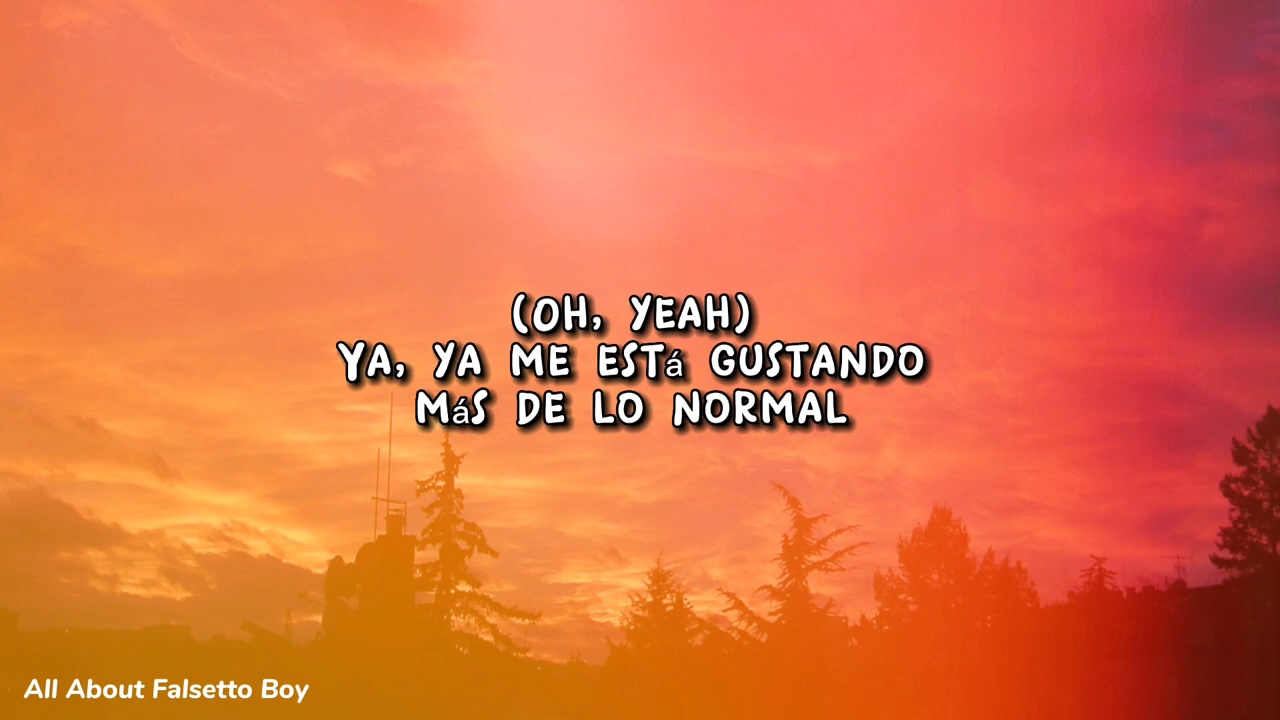 (OH, YEAH)
YA, YA ME ESTá GUSTANDO
MáS DE LO NORMAL
All About Falsetto Boy